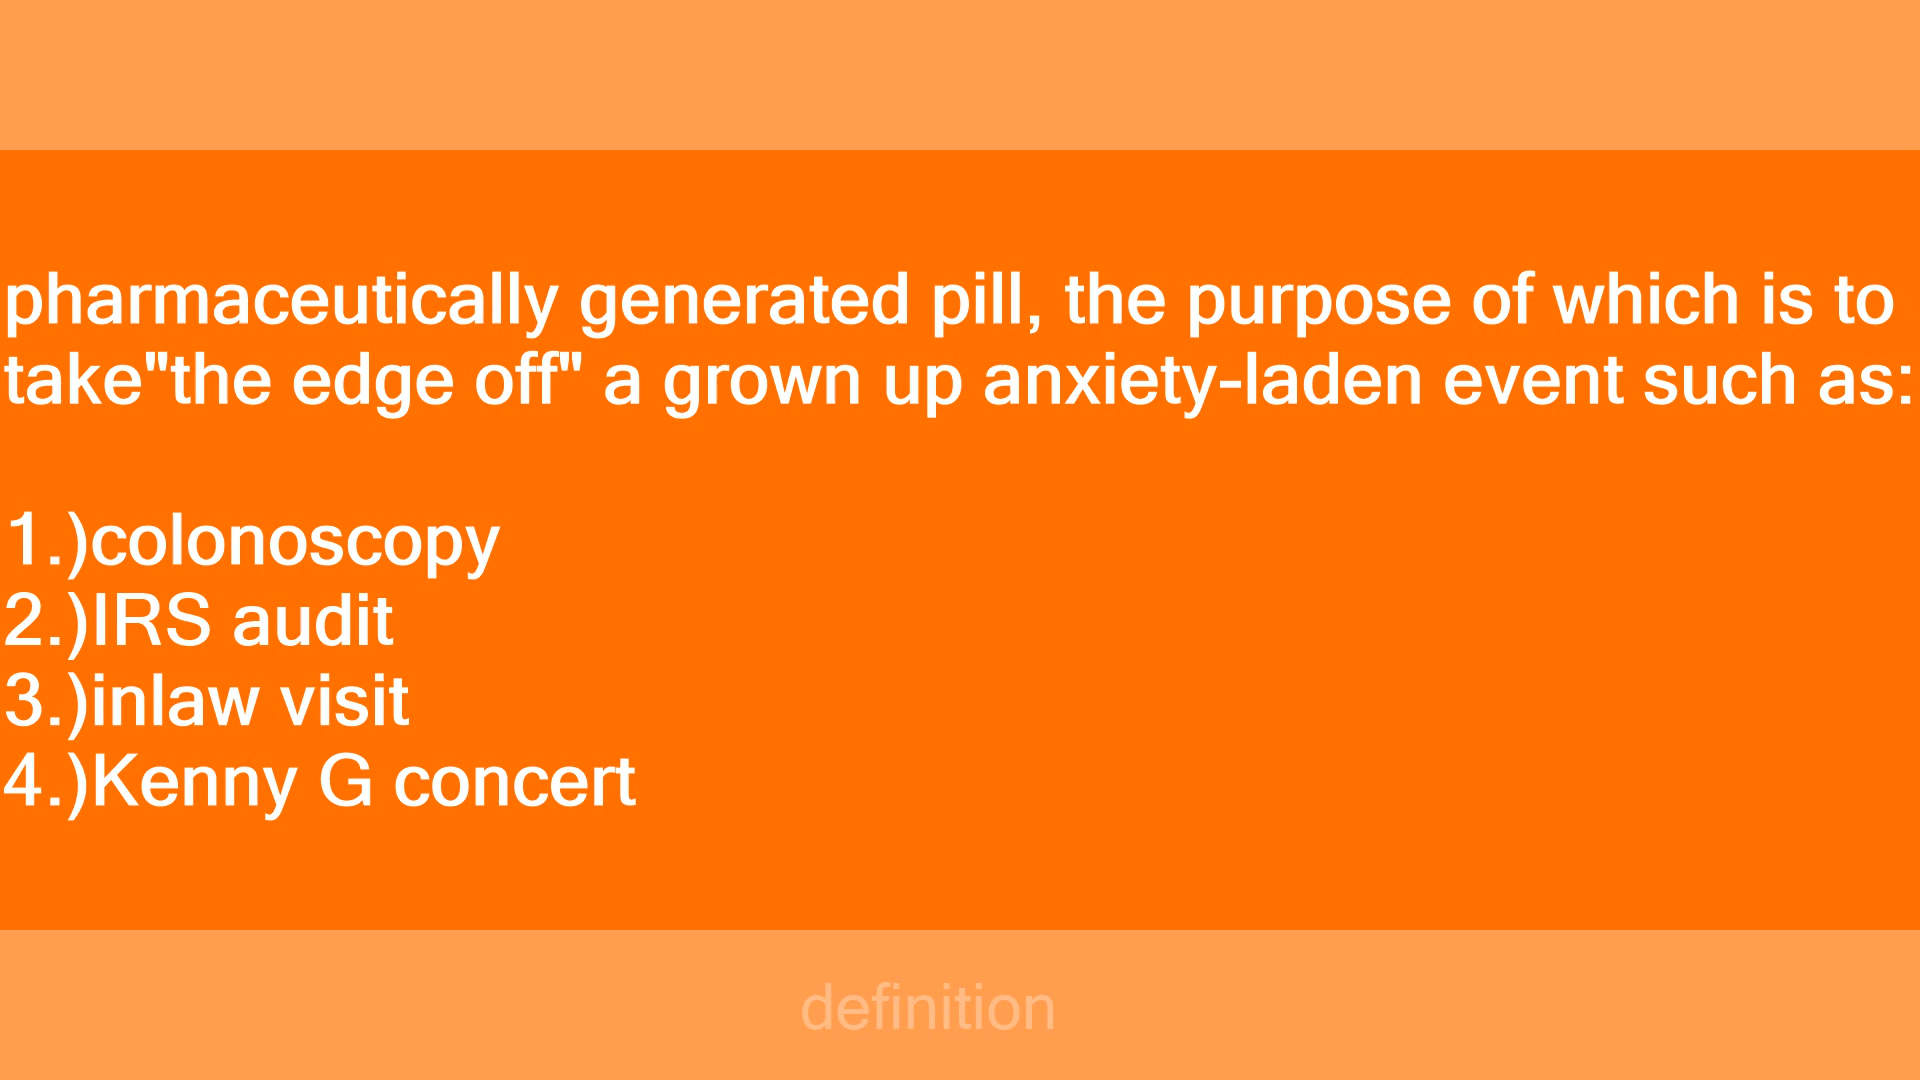 pharmaceutically generated pill, the purpose of which is to
take"the edge off" a grown up anxiety-laden event such as:
1.)colonoscopy
2.)IRS audit
3.)inlaw visit
4.)Kenny G concert
definition